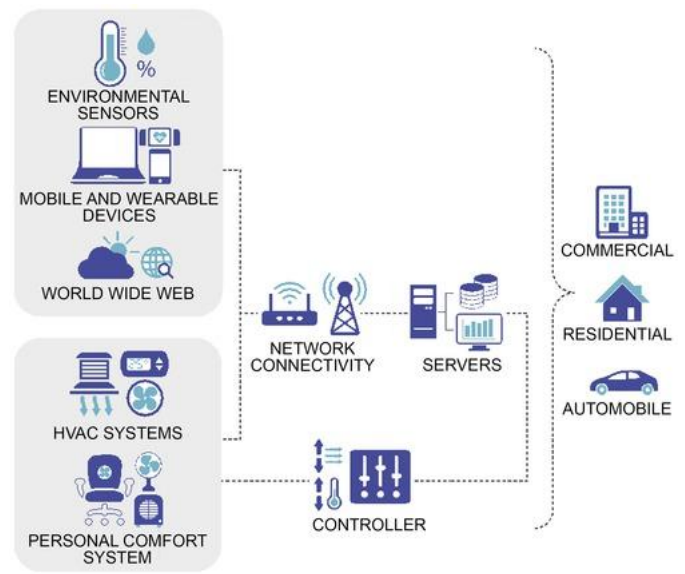 %
ENVIRONMENTAL
SENSORS
MOBILE AND WEARABLE
DEVICES
WORLD WIDE WEB
HVAC SYSTEMS
PERSONAL COMFORT
SYSTEM
NETWORK
CONNECTIVITY
SERVERS
CONTROLLER
COMMERCIAL
RESIDENTIAL
AUTOMOBILE